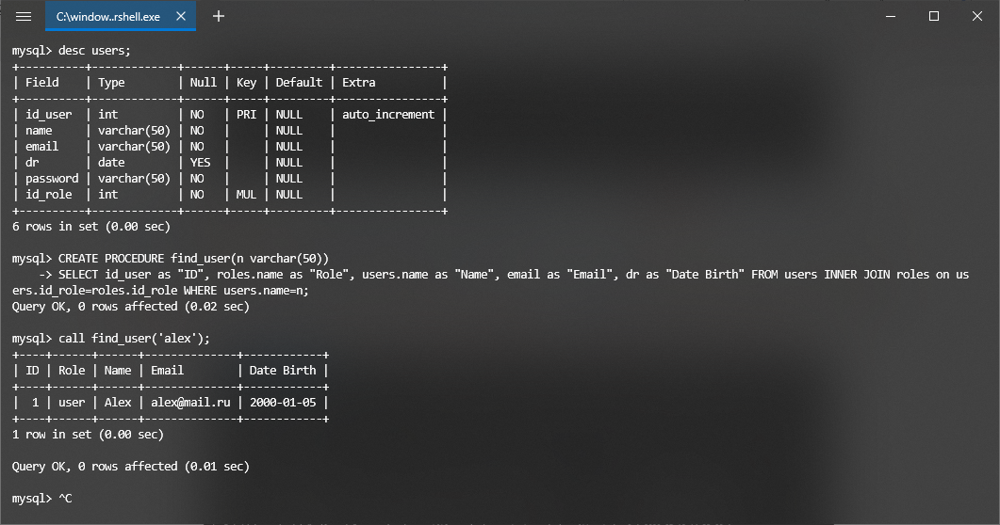 C:\window..rshell.exe
mysql> desc users;
+----------+-------------+------+-----+---------+----------------+
| Field    | Type        | Null | Key | Default | Extra          |
+----------+-------------+------+-----+---------+----------------+
| id_user  | int         | NO   | PRI | NULL    | auto_increment |
| name     | varchar(50) | NO   |     | NULL    |                |
| email    | varchar(50) | NO   |     | NULL    |                |
| dr       | date        | YES  |     | NULL    |                |
| password | varchar(50) | NO   |     | NULL    |                |
| id_role  | int         | NO   | MUL | NULL    |                |
+----------+-------------+------+-----+---------+----------------+
6 rows in set (0.00 sec)
mysql> CREATE PROCEDURE find_user(n varchar(50))
    -> SELECT id_user as "ID", roles.name as "Role", users.name as "Name", email as "Email", dr as "Date Birth" FROM users INNER JOIN roles on us
ers.id_role=roles.id_role WHERE users.name=n;
Query OK, 0 rows affected (0.02 sec)
mysql> call find_user('alex');
+----+------+------+--------------+------------+
| ID | Role | Name | Email        | Date Birth |
+----+------+------+--------------+------------+
|  1 | user | Alex | alex@mail.ru | 2000-01-05 |
+----+------+------+--------------+------------+
1 row in set (0.00 sec)
Query OK, 0 rows affected (0.01 sec)
mysql> ^C